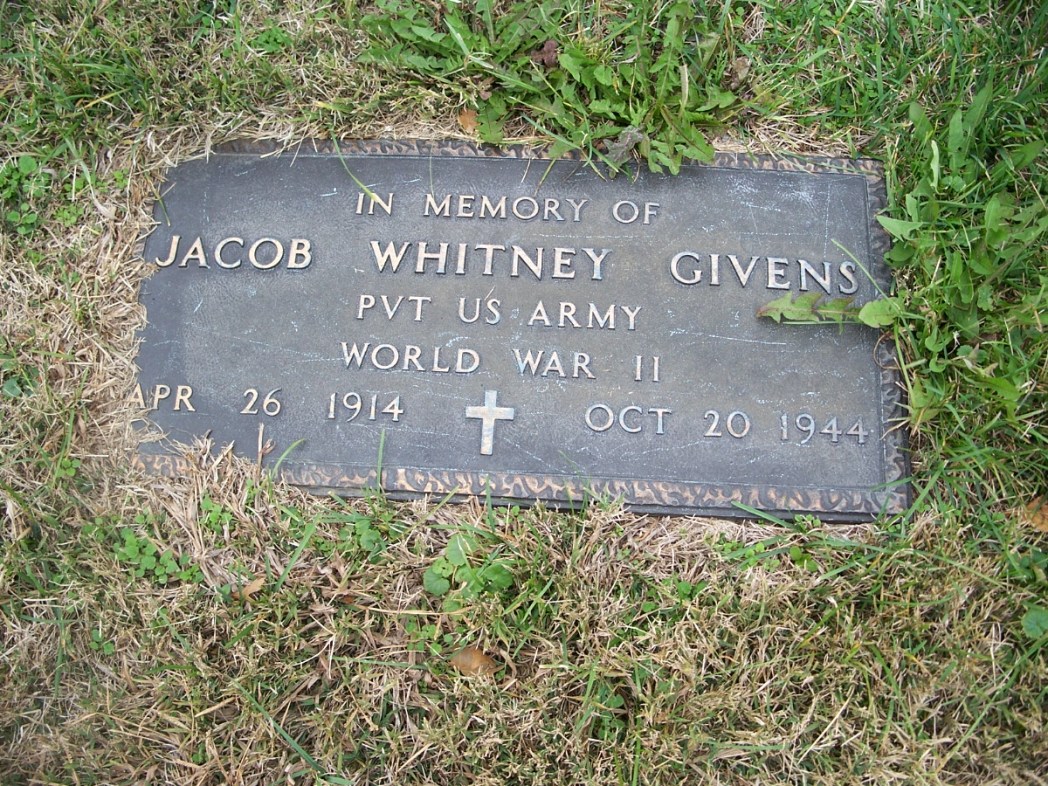 IN MEMORY OF
JACOB WHITNEY GIVENS
PVT US ARMY
WORLD WAR II
APR 26 1914 OCT 20 1944